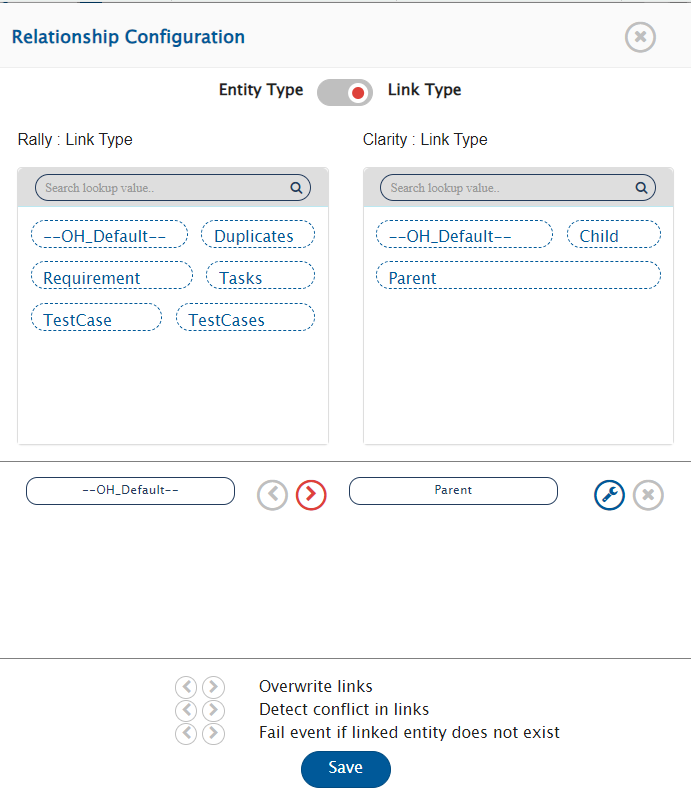 Relationship Configuration
Entity Type Link Type
Rally : Link Type Clarity : Link Type
Search lookup value.. Search lookup value..
--OH_Default-- Duplicates --OH_Default-- Child
Requirement Tasks Parent
TestCase TestCases
--OH_Default-- Parent
Overwrite links
Detect conflict in links
Fail event if linked entity does not exist
Save